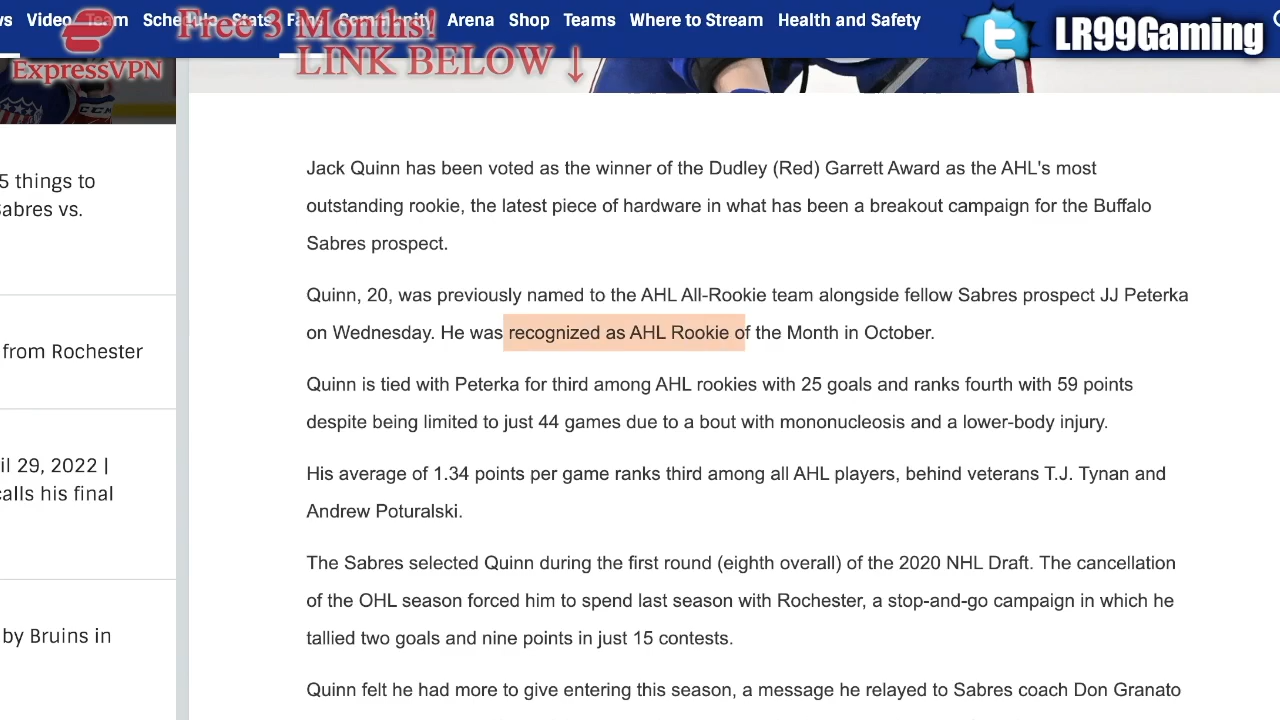 ws Video Team Schedule Stats Fans Community Arena Shop Teams Where to Stream Health and Safety
Free 3 Months!
LINK BELOW ↓
ExpressVPN
LR99Gaming
CCM
5 things to
Sabres vs.
from Rochester
il 29, 2022 |
calls his final
by Bruins in
Jack Quinn has been voted as the winner of the Dudley (Red) Garrett Award as the AHL's most
outstanding rookie, the latest piece of hardware in what has been a breakout campaign for the Buffalo
Sabres prospect.
Quinn, 20, was previously named to the AHL All-Rookie team alongside fellow Sabres prospect JJ Peterka
on Wednesday. He was recognized as AHL Rookie of the Month in October.
Quinn is tied with Peterka for third among AHL rookies with 25 goals and ranks fourth with 59 points
despite being limited to just 44 games due to a bout with mononucleosis and a lower-body injury.
His average of 1.34 points per game ranks third among all AHL players, behind veterans T.J. Tynan and
Andrew Poturalski.
The Sabres selected Quinn during the first round (eighth overall) of the 2020 NHL Draft. The cancellation
of the OHL season forced him to spend last season with Rochester, a stop-and-go campaign in which he
tallied two goals and nine points in just 15 contests.
Quinn felt he had more to give entering this season, a message he relayed to Sabres coach Don Granato